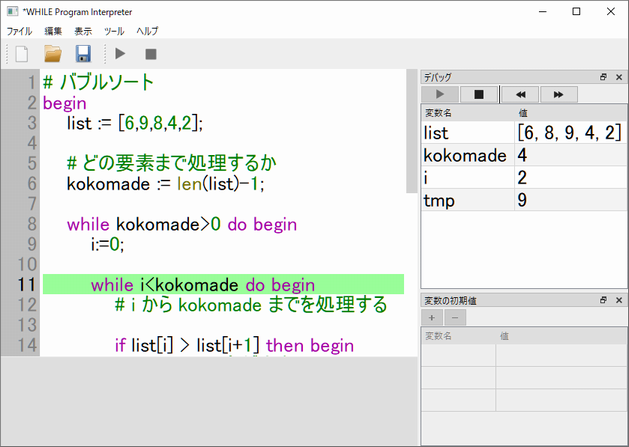 *WHILE Program Interpreter
ファイル 編集 表示 ツール ヘルプ
1 # バブルソート
2 begin
3 list := [6,9,8,4,2];
4
5 # どの要素まで処理するか
6 kokomade := len(list)-1;
7
8 while kokomade>0 do begin
9 i:=0;
10
11 while i<kokomade do begin
12 # i から kokomade までを処理する
13
14 if list[i] > list[i+1] then begin
デバッグ
変数名 値
list [6, 8, 9, 4, 2]
kokomade 4
i 2
tmp 9
変数の初期値
+ −
変数名 値